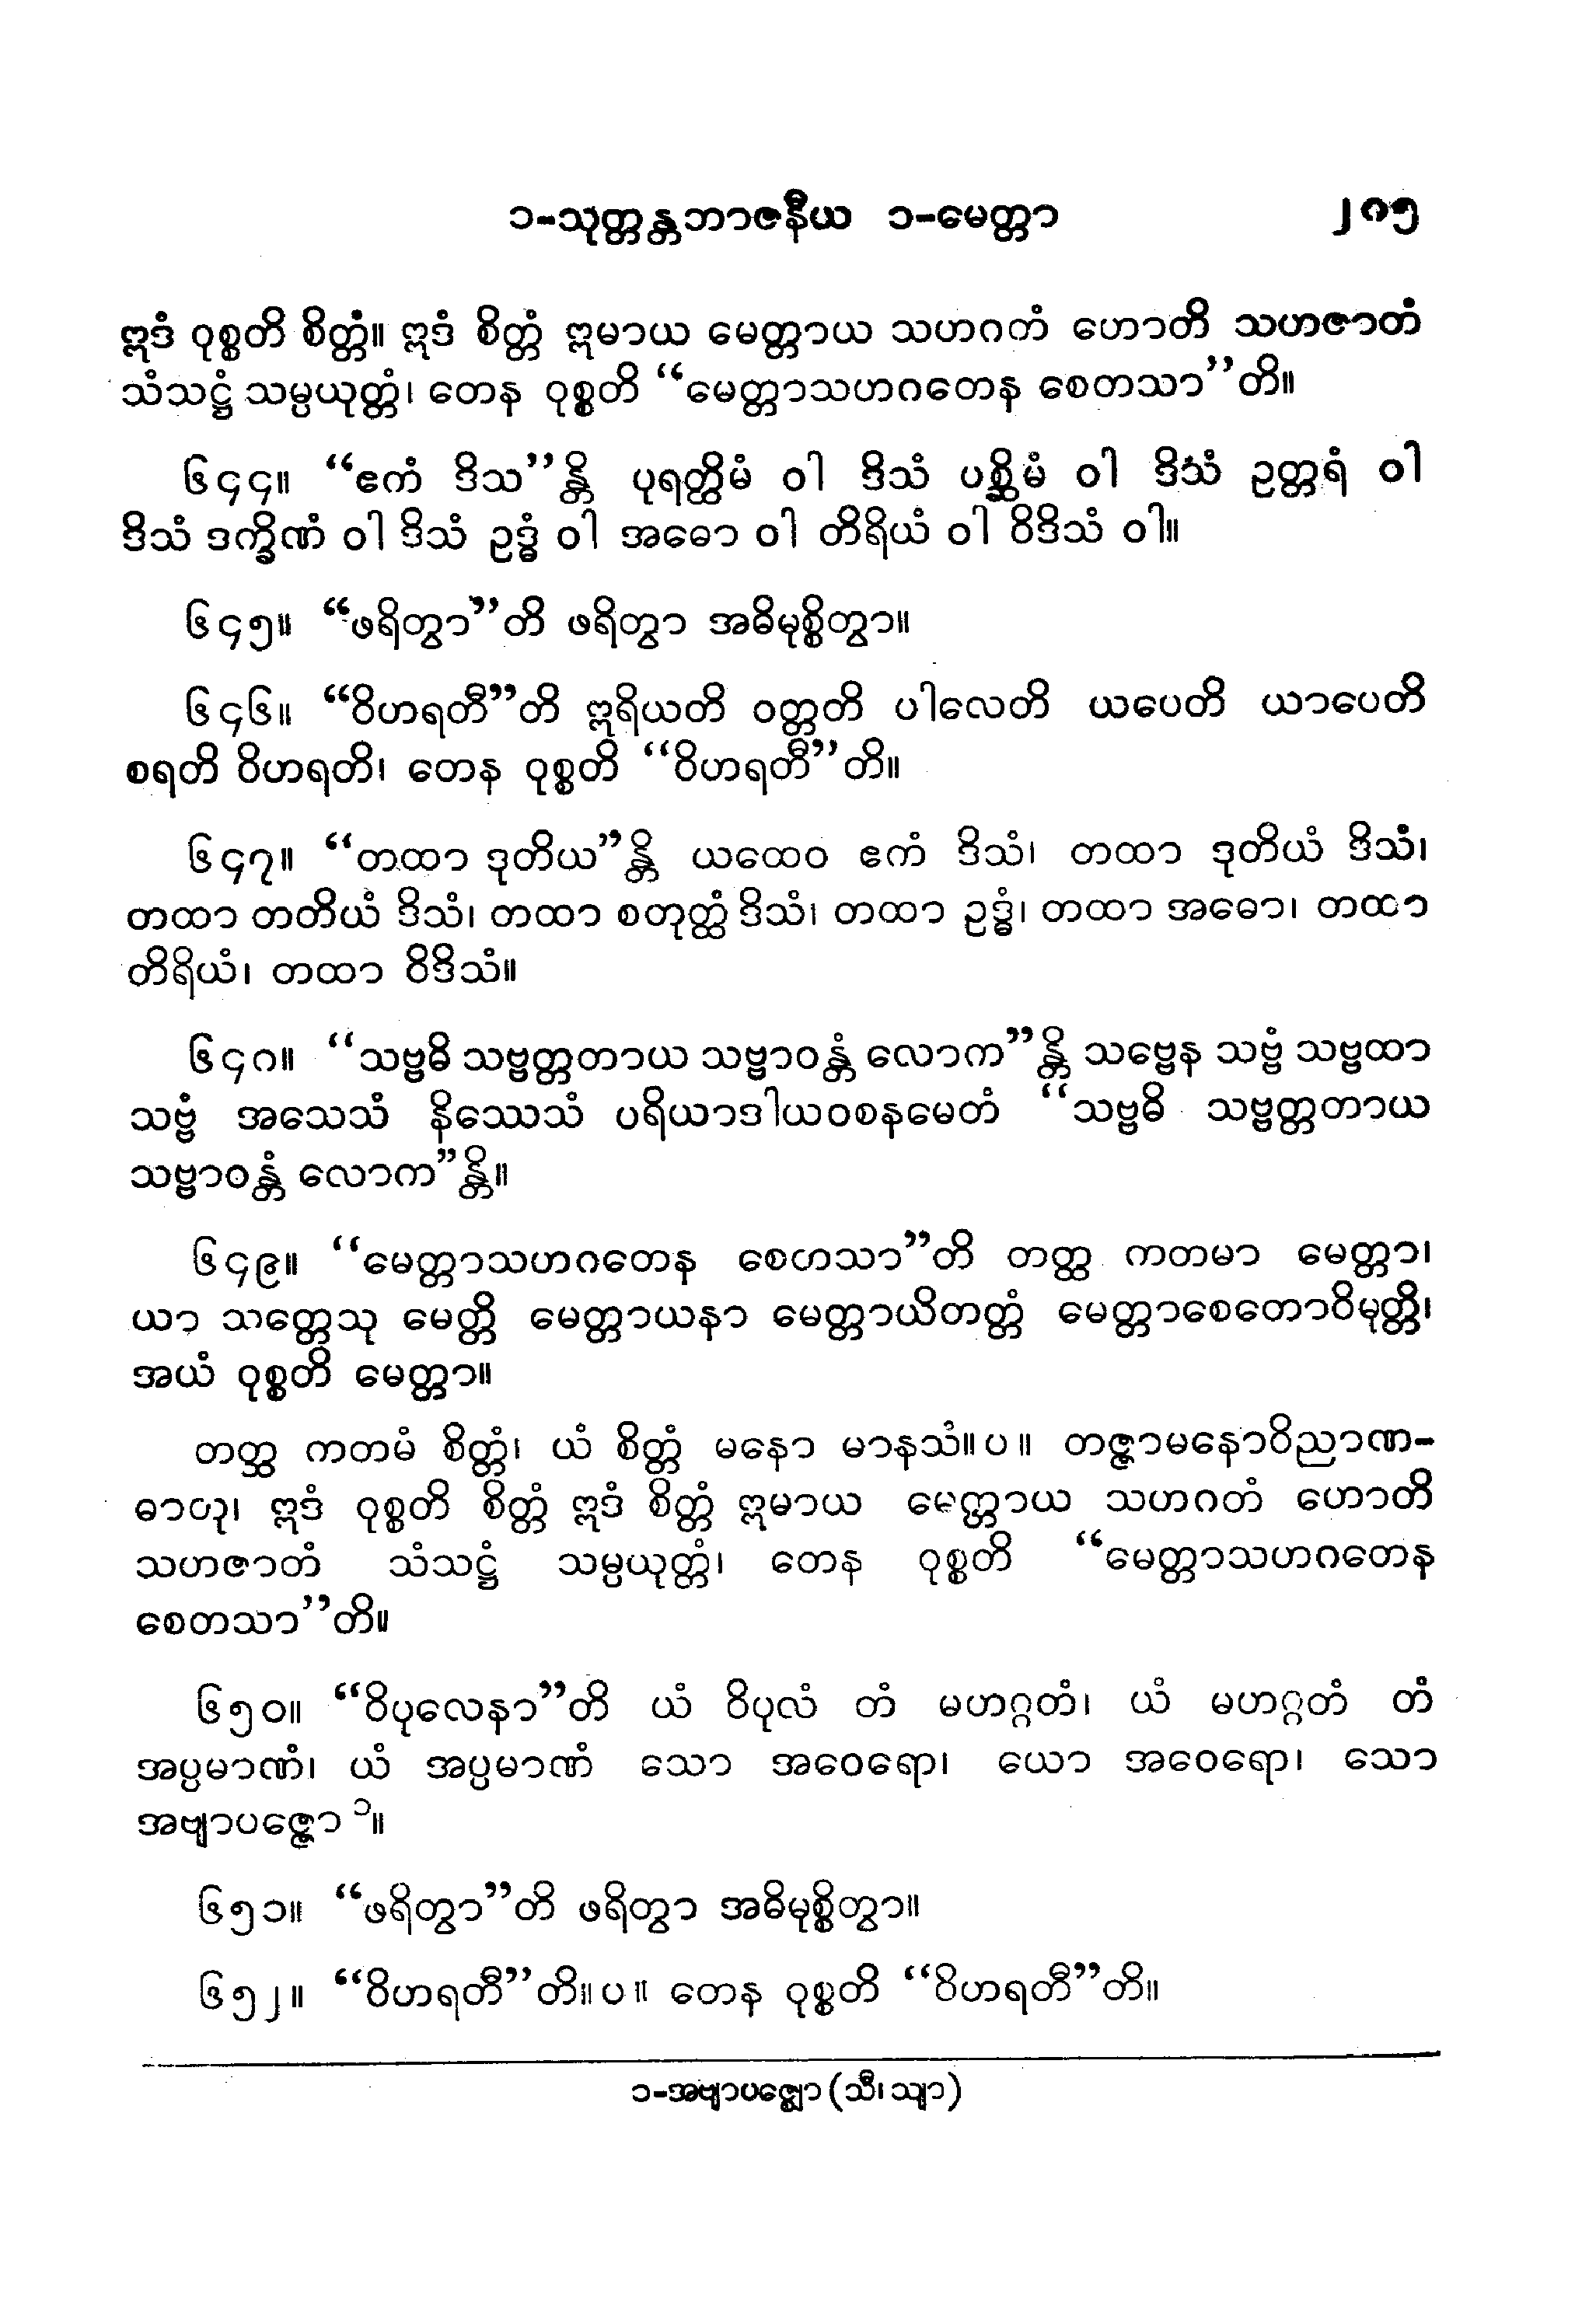 ၁-သုတ္တန္တဘာဇနီယ ၁-မေတ္တာ ၂၈၅
ဣဒံ ဝုစ္စတိ စိတ္တံ။ ဣဒံ စိတ္တံ ဣမာယ မေတ္တာယ သဟဂတံ ဟောတိ သဟဇာတံ
သံသဋ္ဌံ သမ္ပယုတ္တံ၊ တေန ဝုစ္စတိ “မေတ္တာသဟဂတေန စေတသာ”တိ။
၆၄၄။ “ဧကံ ဒိသ”န္တိ ပုရတ္ထိမံ ဝါ ဒိသံ ပစ္ဆိမံ ဝါ ဒိသံ ဥတ္တရံ ဝါ
ဒိသံ ဒက္ခိဏံ ဝါ ဒိသံ ဥဒ္ဓံ ဝါ အဓော ဝါ တိရိယံ ဝါ ဝိဒိသံ ဝါ။
၆၄၅။ “ဖရိတွာ”တိ ဖရိတွာ အဓိမုစ္စိတွာ။
၆၄၆။ “ဝိဟရတီ”တိ ဣရိယတိ ဝတ္တတိ ပါလေတိ ယပေတိ ယာပေတိ
စရတိ ဝိဟရတိ၊ တေန ဝုစ္စတိ “ဝိဟရတီ”တိ။
၆၄၇။ “တထာ ဒုတိယ”န္တိ ယထေဝ ဧကံ ဒိသံ၊ တထာ ဒုတိယံ ဒိသံ၊
တထာ တတိယံ ဒိသံ၊ တထာ စတုတ္ထံ ဒိသံ၊ တထာ ဥဒ္ဓံ၊ တထာ အဓော၊ တထာ
တိရိယံ၊ တထာ ဝိဒိသံ။
၆၄၈။ “သဗ္ဗဓိ သဗ္ဗတ္တတာယ သဗ္ဗာဝန္တံ လောက”န္တိ သဗ္ဗေန သဗ္ဗံ သဗ္ဗထာ
သဗ္ဗံ အသေသံ နိဿေသံ ပရိယာဒါယဝစနမေတံ “သဗ္ဗဓိ သဗ္ဗတ္တတာယ
သဗ္ဗာဝန္တံ လောက”န္တိ။
၆၄၉။ “မေတ္တာသဟဂတေန စေတသာ”တိ တတ္ထ ကတမာ မေတ္တာ၊
ယာ သတ္တေသု မေတ္တိ မေတ္တာယနာ မေတ္တာယိတတ္တံ မေတ္တာစေတောဝိမုတ္တိ၊
အယံ ဝုစ္စတိ မေတ္တာ။
တတ္ထ ကတမံ စိတ္တံ၊ ယံ စိတ္တံ မနော မာနသံ။ပ။ တဇ္ဇာမနောဝိညာဏ-
ဓာတု၊ ဣဒံ ဝုစ္စတိ စိတ္တံ ဣဒံ စိတ္တံ ဣမာယ မေတ္တာယ သဟဂတံ ဟောတိ
သဟဇာတံ သံသဋ္ဌံ သမ္ပယုတ္တံ၊ တေန ဝုစ္စတိ “မေတ္တာသဟဂတေန
စေတသာ”တိ။
၆၅၀။ “ဝိပုလေနာ”တိ ယံ ဝိပုလံ တံ မဟဂ္ဂတံ၊ ယံ မဟဂ္ဂတံ တံ
အပ္ပမာဏံ၊ ယံ အပ္ပမာဏံ သော အဝေရော၊ ယော အဝေရော၊ သော
အဗျာပဇ္ဇော ၁။
၆၅၁။ “ဖရိတွာ”တိ ဖရိတွာ အဓိမုစ္စိတွာ။
၆၅၂။ “ဝိဟရတီ”တိ။ပ။ တေန ဝုစ္စတိ “ဝိဟရတီ”တိ။
၁-အဗျာပဇ္ဈော (သီ၊ သျာ)